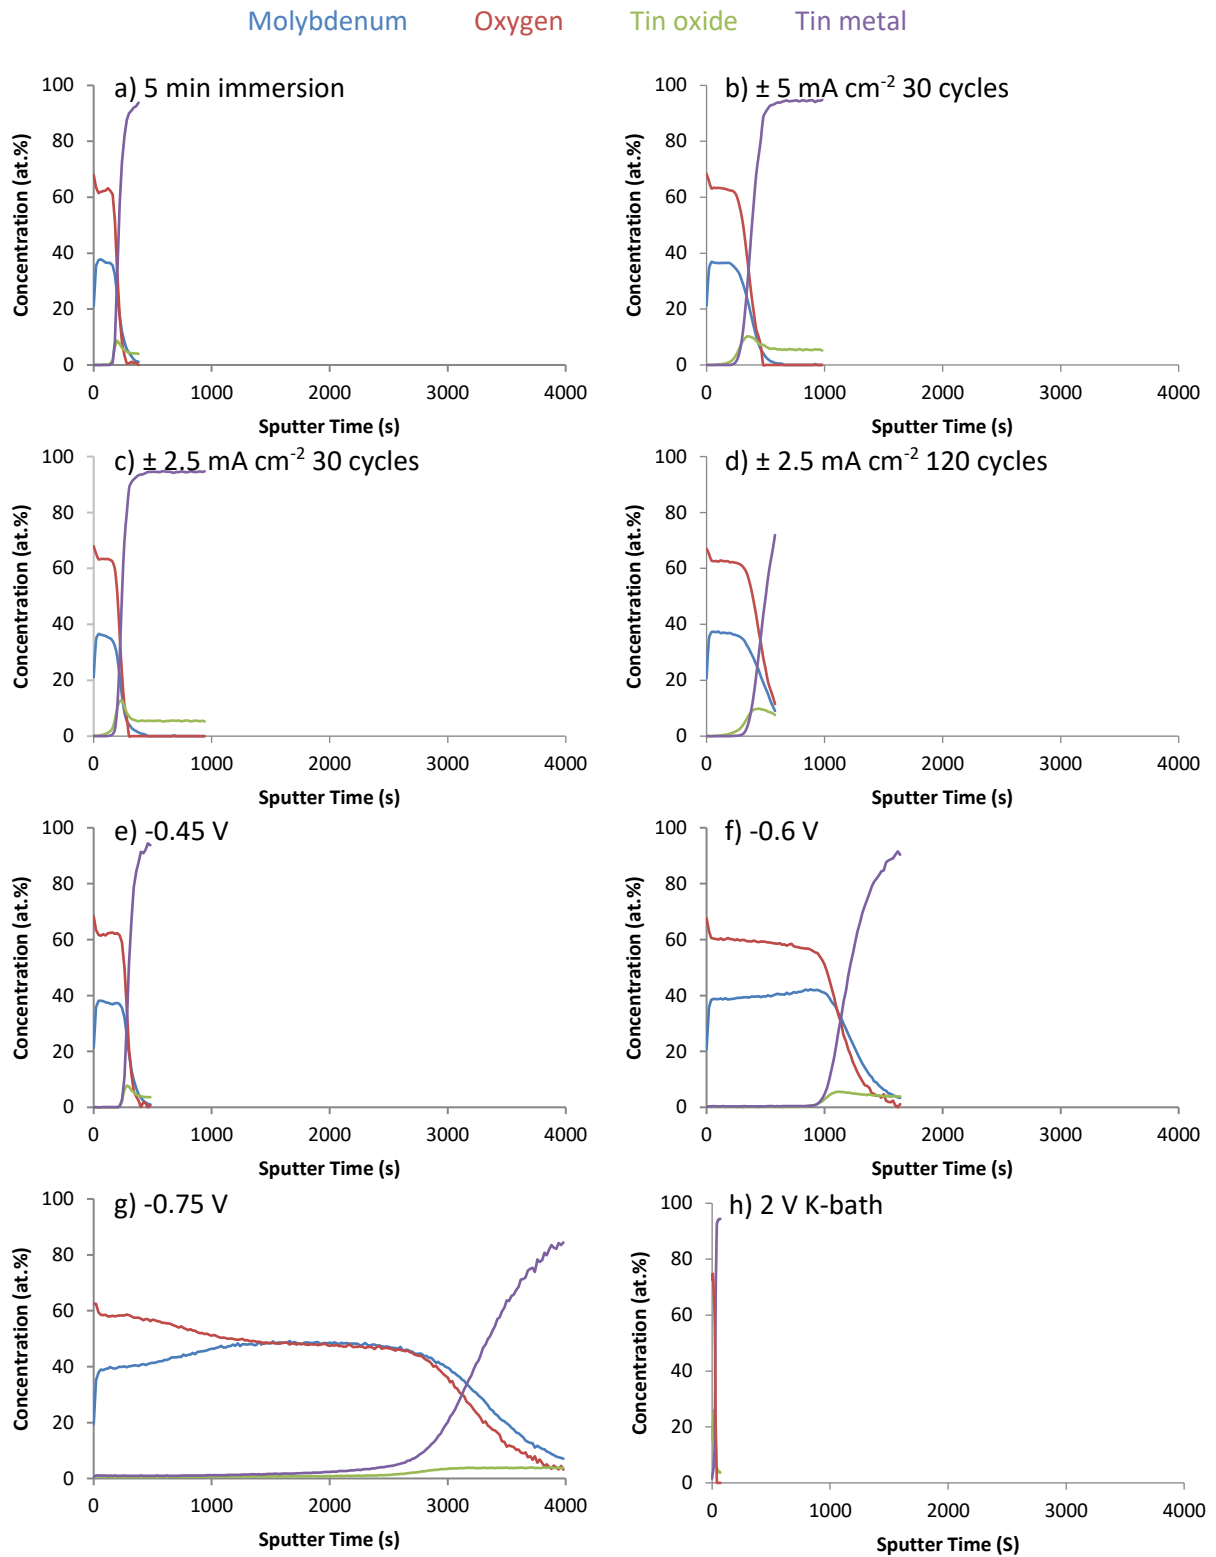 Molybdenum Oxygen Tin oxide Tin metal
a) 5 min immersion
Concentration (at.%)
100
80
60
40
20
0
0 1000 2000 3000 4000
Sputter Time (s)
b) ± 5 mA cm⁻² 30 cycles
Concentration (at.%)
100
80
60
40
20
0
0 1000 2000 3000 4000
Sputter Time (s)
c) ± 2.5 mA cm⁻² 30 cycles
Concentration (at.%)
100
80
60
40
20
0
0 1000 2000 3000 4000
Sputter Time (s)
d) ± 2.5 mA cm⁻² 120 cycles
Concentration (at.%)
100
80
60
40
20
0
0 1000 2000 3000 4000
Sputter Time (s)
e) -0.45 V
Concentration (at.%)
100
80
60
40
20
0
0 1000 2000 3000 4000
Sputter Time (s)
f) -0.6 V
Concentration (at.%)
100
80
60
40
20
0
0 1000 2000 3000 4000
Sputter Time (s)
g) -0.75 V
Concentration (at.%)
100
80
60
40
20
0
0 1000 2000 3000 4000
Sputter Time (s)
h) 2 V K-bath
Concentration (at.%)
100
80
60
40
20
0
0 1000 2000 3000 4000
Sputter Time (S)